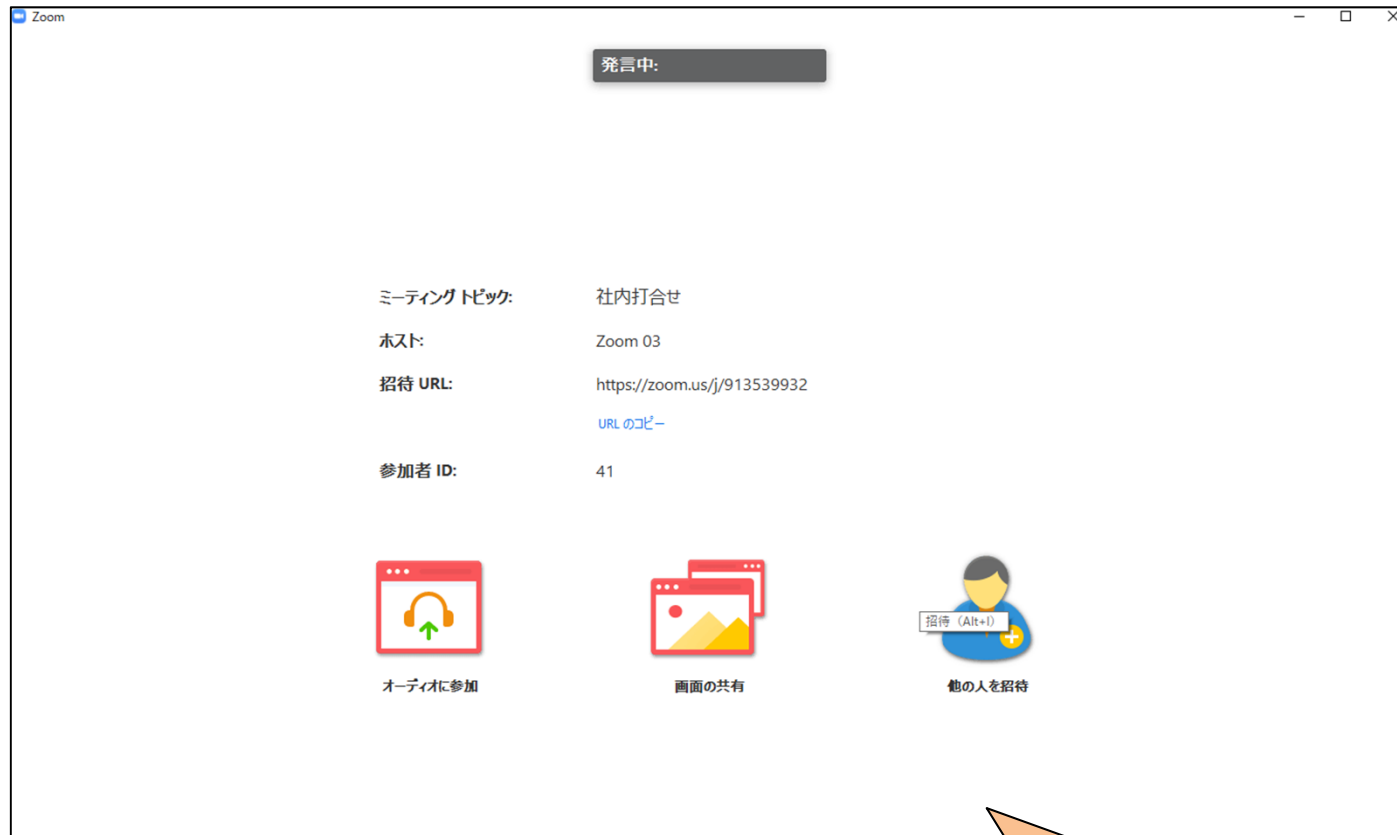 Zoom
発言中:
ミーティング トピック: 社内打合せ
ホスト: Zoom 03
招待 URL: https://zoom.us/j/913539932
URL のコピー
参加者 ID: 41
招待 (Alt+I)
オーディオに参加 画面の共有 他の人を招待